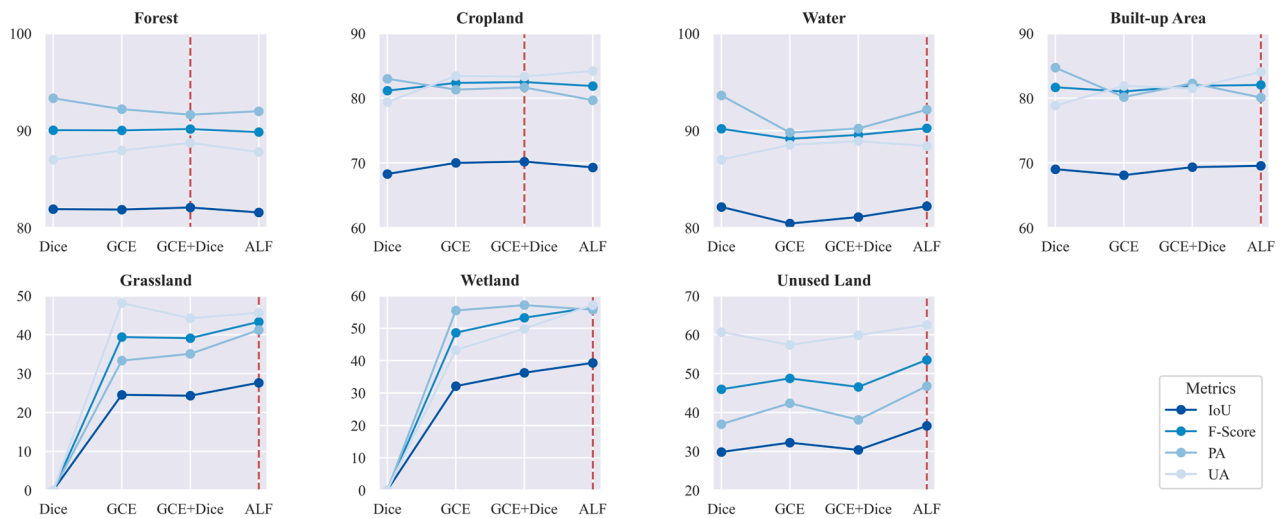 Forest
100
90
80
Dice GCE GCE+Dice ALF
Cropland
90
80
70
60
Dice GCE GCE+Dice ALF
Water
100
90
80
Dice GCE GCE+Dice ALF
Built-up Area
90
80
70
60
Dice GCE GCE+Dice ALF
Grassland
50
40
30
20
10
0
Dice GCE GCE+Dice ALF
Wetland
60
50
40
30
20
10
0
Dice GCE GCE+Dice ALF
Unused Land
70
60
50
40
30
20
Dice GCE GCE+Dice ALF
Metrics
IoU
F-Score
PA
UA